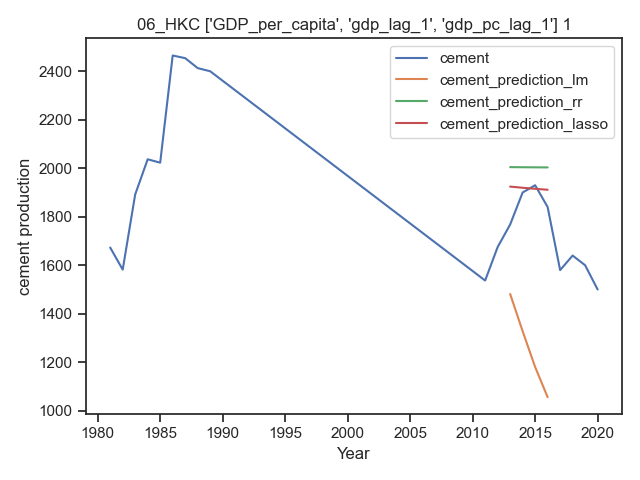 06_HKC ['GDP_per_capita', 'gdp_lag_1', 'gdp_pc_lag_1'] 1
cement
cement_prediction_lm
cement_prediction_rr
cement_prediction_lasso
cement production
2400
2200
2000
1800
1600
1400
1200
1000
1980 1985 1990 1995 2000 2005 2010 2015 2020
Year